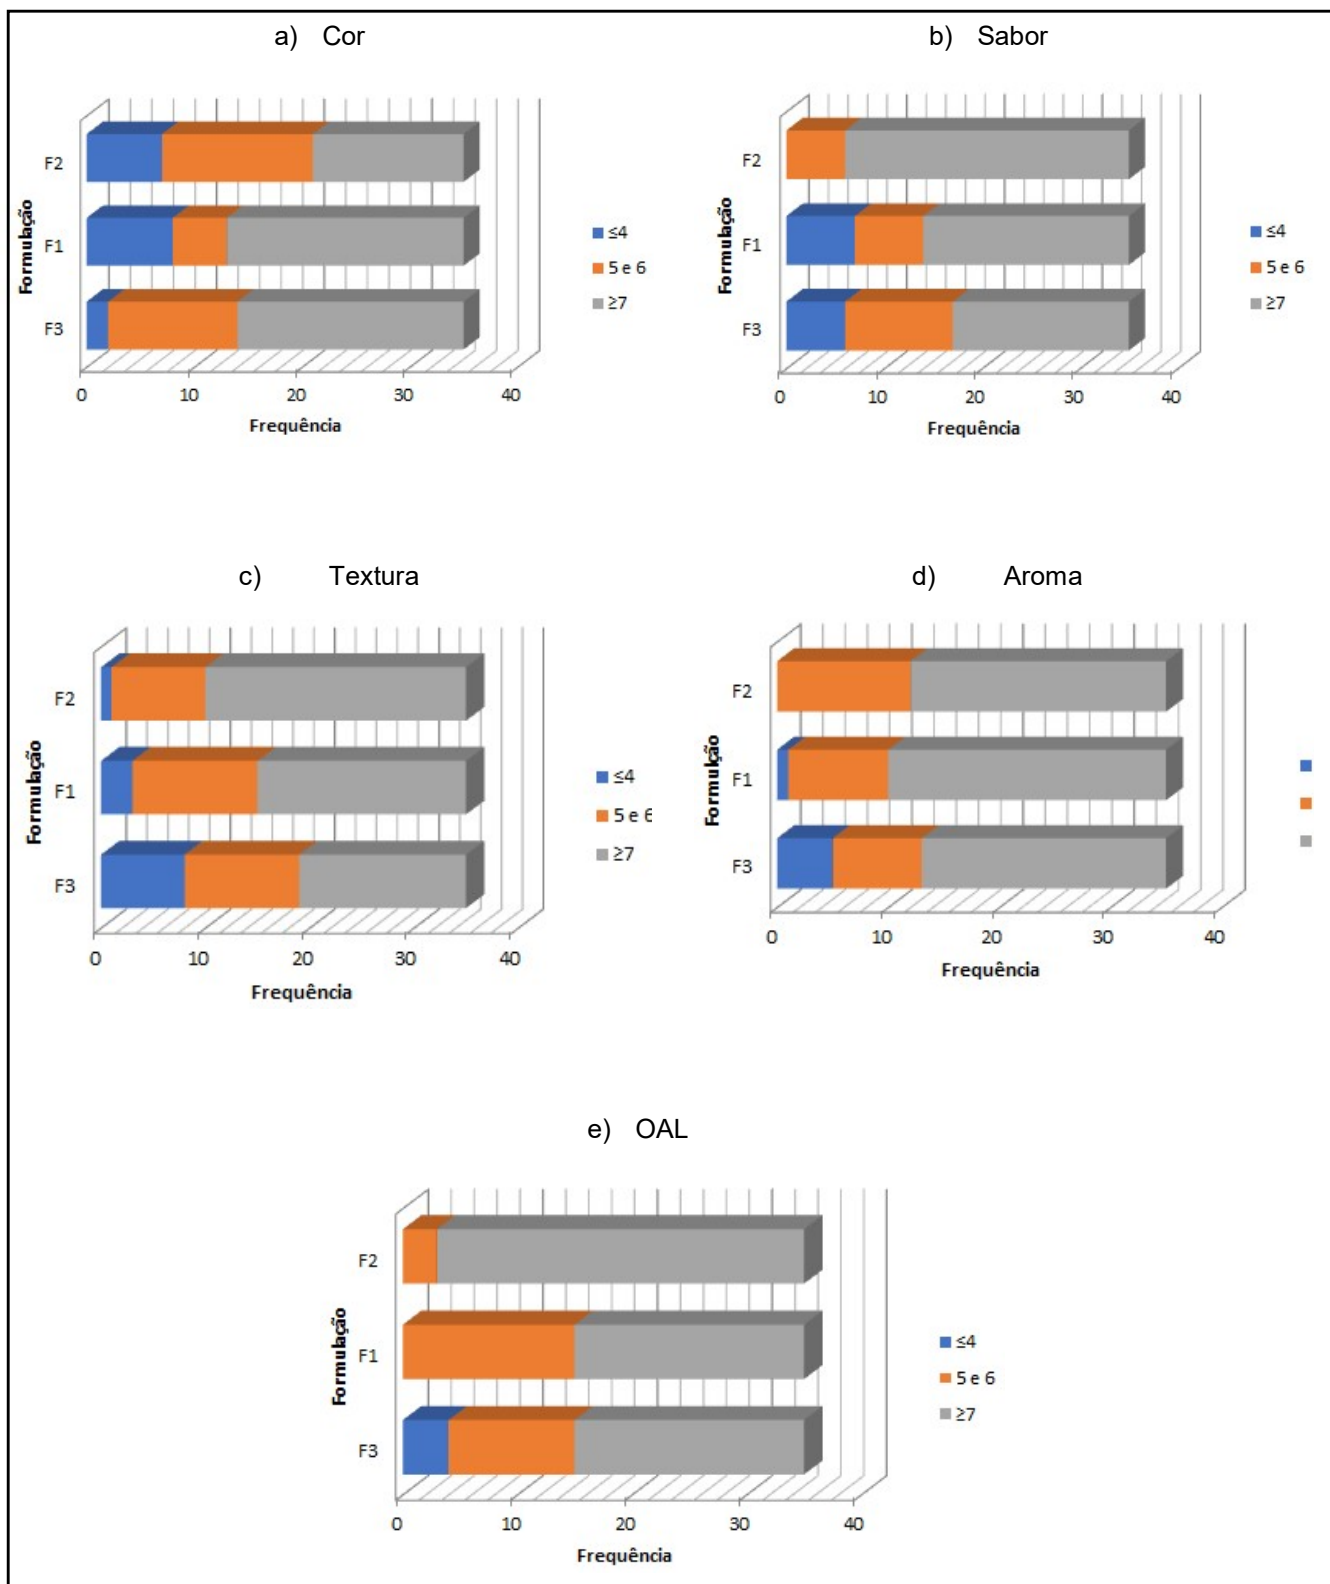 a) Cor
F2
F1
F3
Formulação
0 10 20 30 40
Frequência
≤4
5 e 6
≥7
b) Sabor
F2
F1
F3
Formulação
0 10 20 30 40
Frequência
≤4
5 e 6
≥7
c) Textura
F2
F1
F3
Formulação
0 10 20 30 40
Frequência
≤4
5 e 6
≥7
d) Aroma
F2
F1
F3
Formulção
0 10 20 30 40
Frequência
e) OAL
F2
F1
F3
Formulação
0 10 20 30 40
Frequência
≤4
5 e 6
≥7